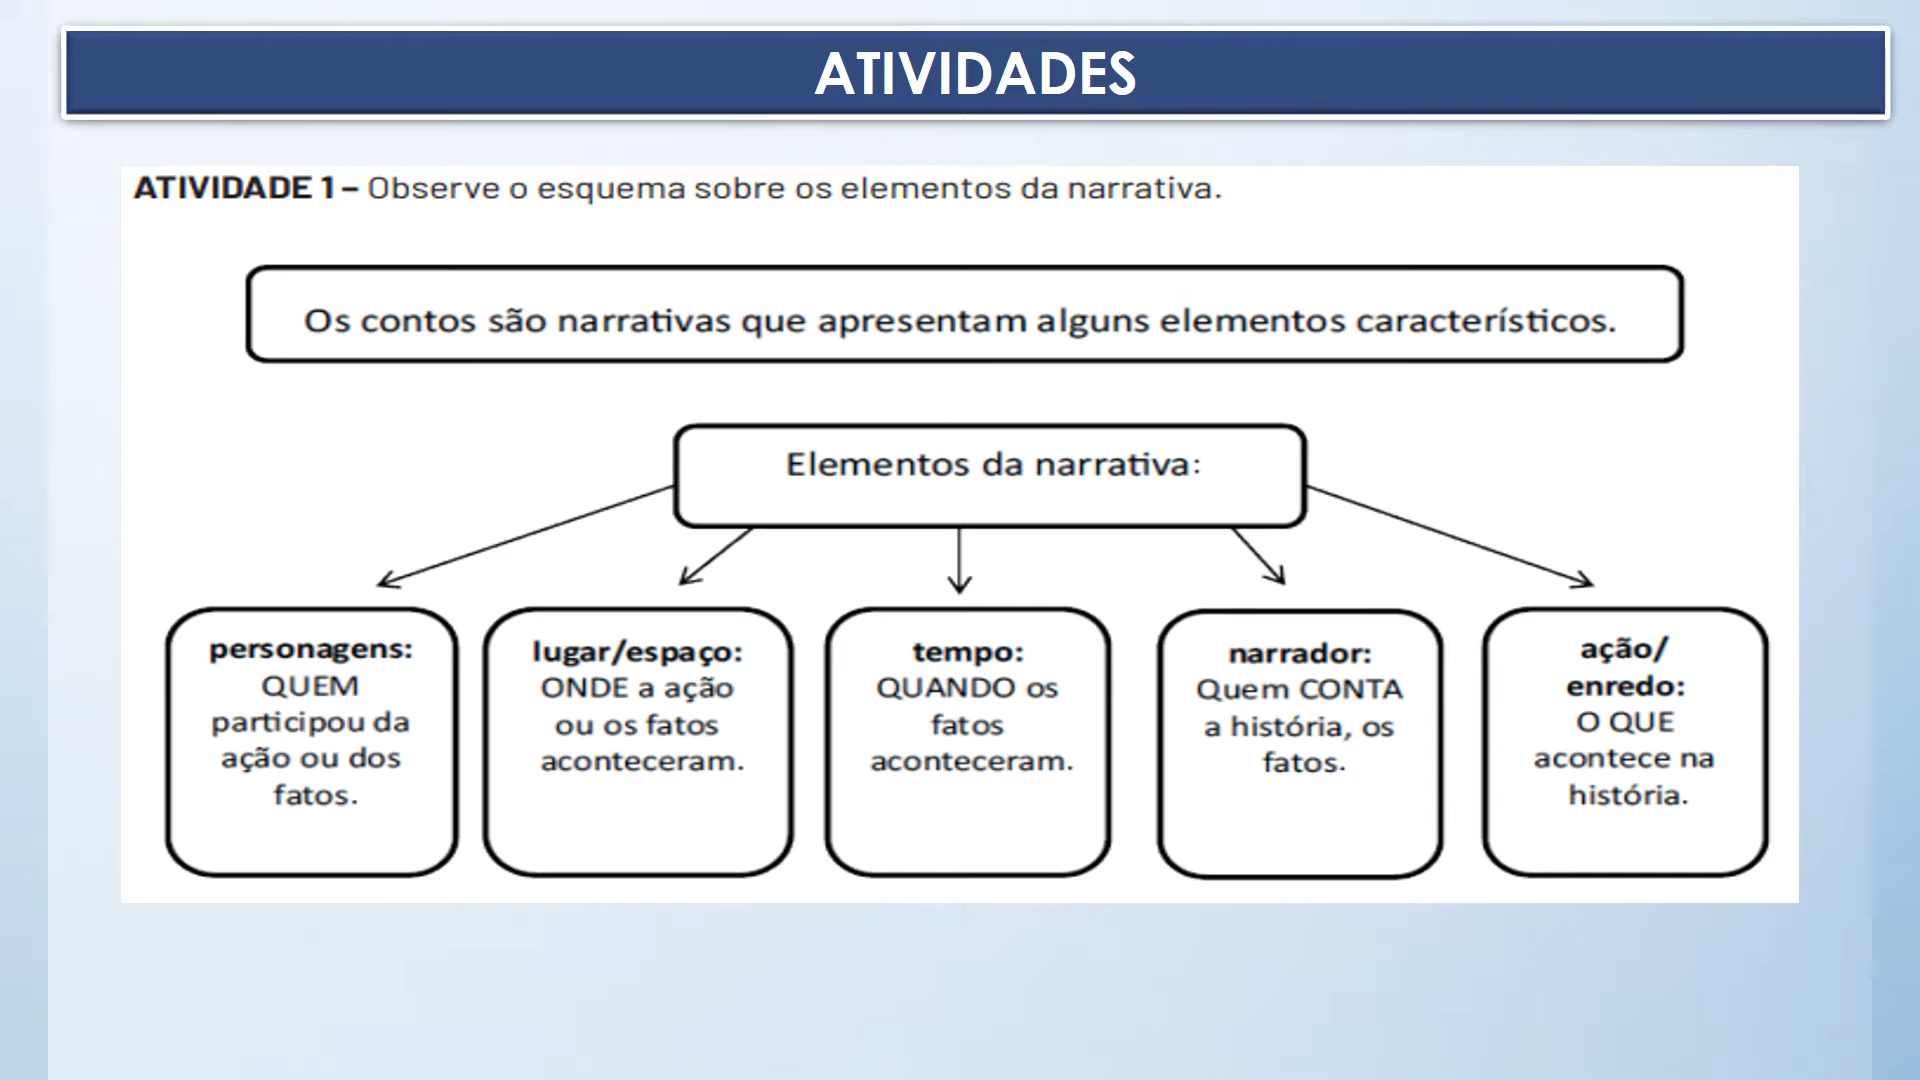 ATIVIDADES
ATIVIDADE 1 – Observe o esquema sobre os elementos da narrativa.
Os contos são narrativas que apresentam alguns elementos característicos.
Elementos da narrativa:
personagens:
QUEM
participou da
ação ou dos
fatos.
lugar/espaço:
ONDE a ação
ou os fatos
aconteceram.
tempo:
QUANDO os
fatos
aconteceram.
narrador:
Quem CONTA
a história, os
fatos.
ação/
enredo:
O QUE
acontece na
história.